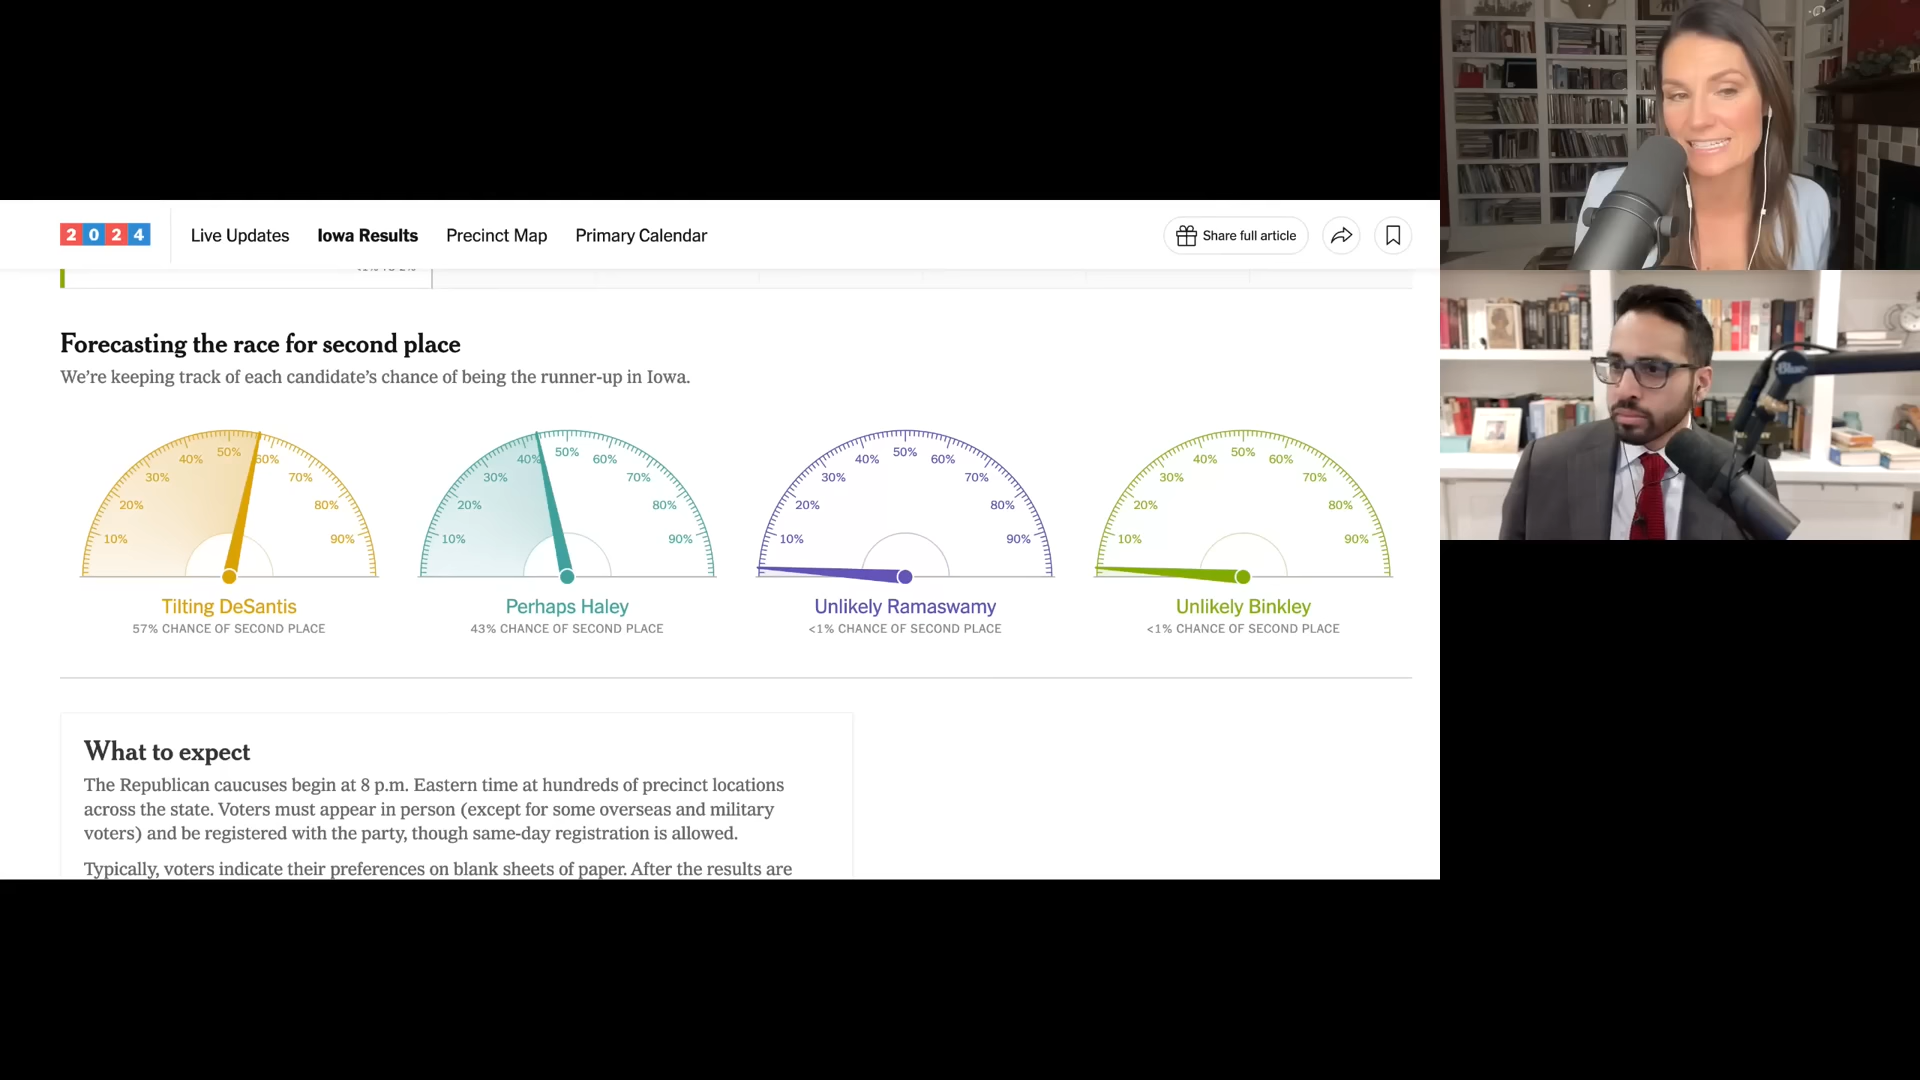 2024
Live Updates
Iowa Results
Precinct Map
Primary Calendar
Share full article
Forecasting the race for second place
We're keeping track of each candidate's chance of being the runner-up in Iowa.
10% 20% 30% 40% 50% 60% 70% 80% 90%
Tilting DeSantis
57% CHANCE OF SECOND PLACE
10% 20% 30% 40% 50% 60% 70% 80% 90%
Perhaps Haley
43% CHANCE OF SECOND PLACE
10% 20% 30% 40% 50% 60% 70% 80% 90%
Unlikely Ramaswamy
<1% CHANCE OF SECOND PLACE
10% 20% 30% 40% 50% 60% 70% 80% 90%
Unlikely Binkley
<1% CHANCE OF SECOND PLACE
What to expect
The Republican caucuses begin at 8 p.m. Eastern time at hundreds of precinct locations
across the state. Voters must appear in person (except for some overseas and military
voters) and be registered with the party, though same-day registration is allowed.
Typically, voters indicate their preferences on blank sheets of paper. After the results are
Blue